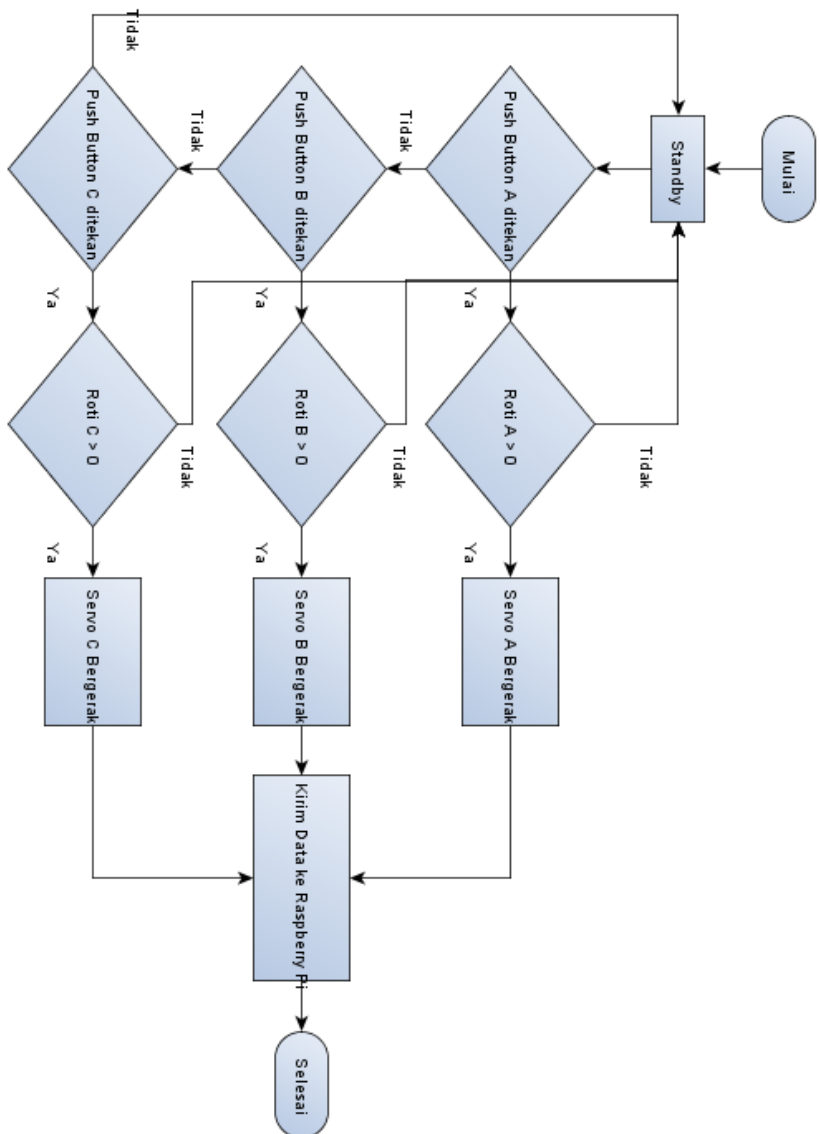 Mulai
Standby
Push Button A ditekan
Tidak
Push Button B ditekan
Tidak
Push Button C ditekan
Tidak
Ya
Ya
Ya
Roti A > 0
Tidak
Roti B > 0
Tidak
Roti C > 0
Tidak
Ya
Ya
Ya
Servo A Bergerak
Servo B Bergerak
Servo C Bergerak
Kirim Data ke Raspberry Pi
Selesai